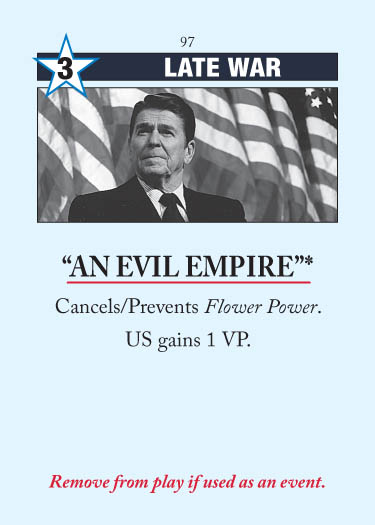 97
3
LATE WAR
“AN EVIL EMPIRE”*
Cancels/Prevents Flower Power.
US gains 1 VP.
Remove from play if used as an event.